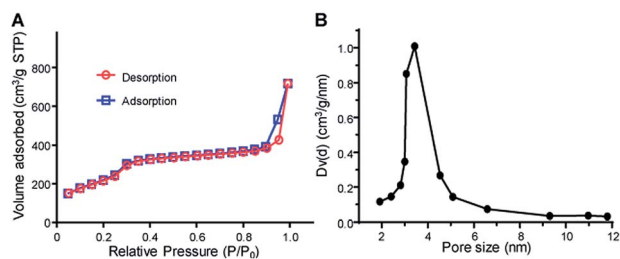 A
Volume adsorbed (cm³/g STP)
800
600
400
200
0
Desorption
Adsorption
0 0.2 0.4 0.6 0.8 1.0
Relative Pressure (P/P₀)
B
Dv(d) (cm³/g/nm)
1.0
0.8
0.6
0.4
0.2
0.0
2 4 6 8 10 12
Pore size (nm)